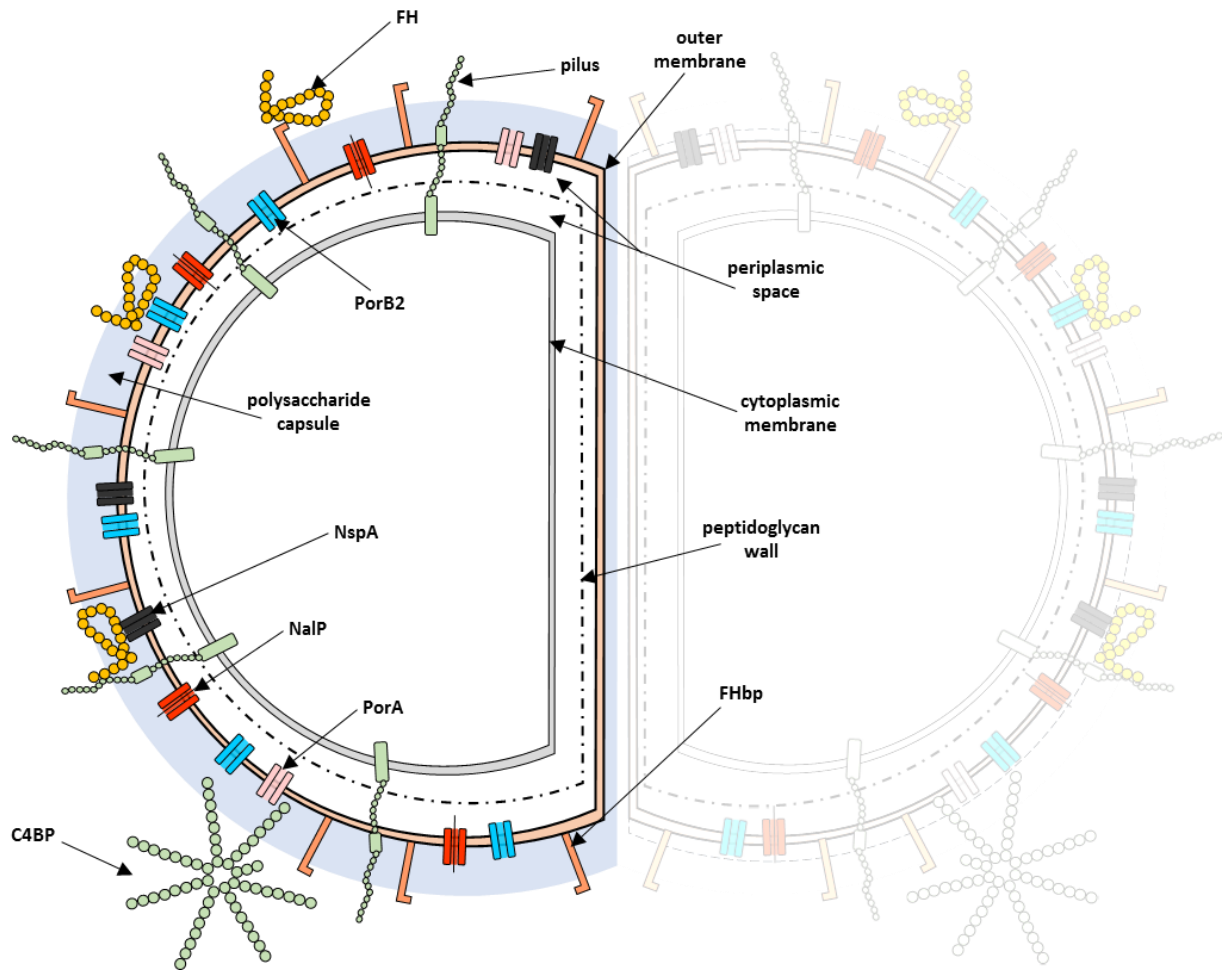 FH
pilus
outer
membrane
PorB2
periplasmic
space
polysaccharide
capsule
cytoplasmic
membrane
NspA
peptidoglycan
wall
NalP
PorA
FHbp
C4BP